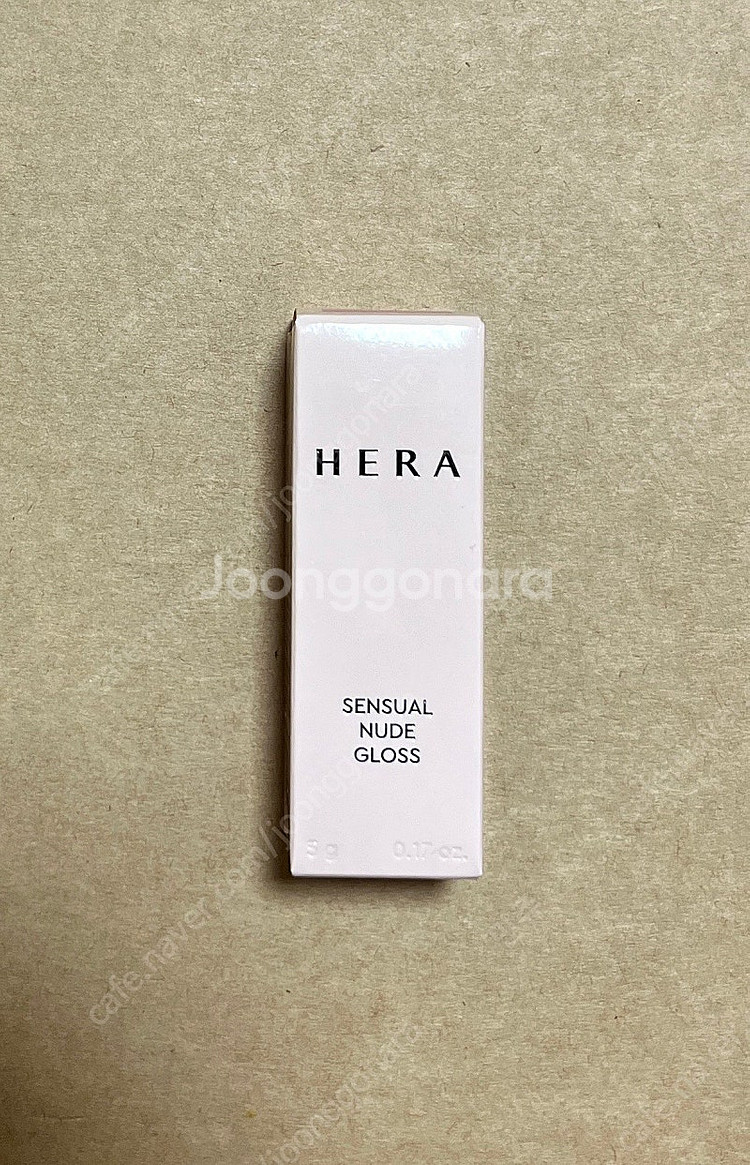 HERA
Joonggonara
SENSUAL
NUDE
GLOSS
5 g 0.17 oz.
cafe.naver.com/joonggonara